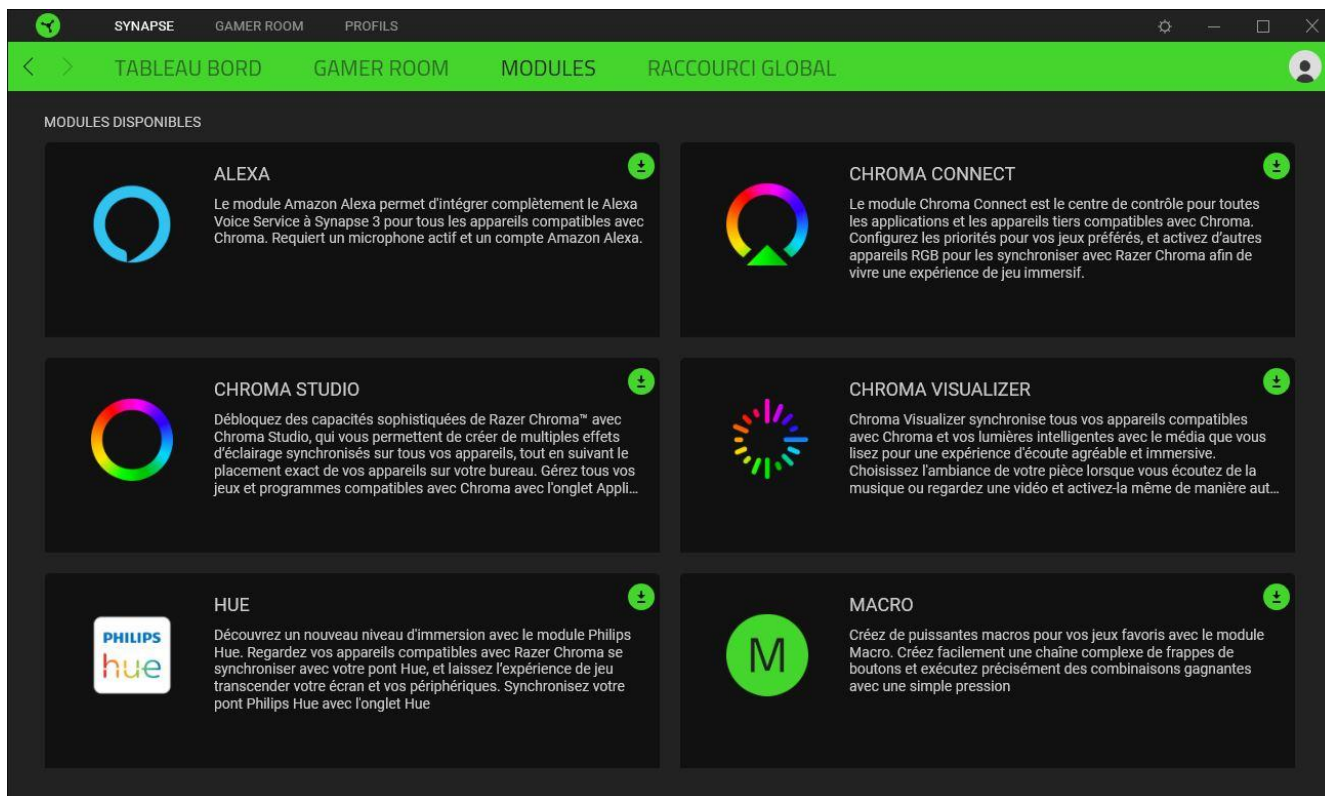 SYNAPSE GAMER ROOM PROFILS
TABLEAU BORD GAMER ROOM MODULES RACCOURCI GLOBAL
MODULES DISPONIBLES
ALEXA
Le module Amazon Alexa permet d'intégrer complètement le Alexa
Voice Service à Synapse 3 pour tous les appareils compatibles avec
Chroma. Requiert un microphone actif et un compte Amazon Alexa.
CHROMA CONNECT
Le module Chroma Connect est le centre de contrôle pour toutes
les applications et les appareils tiers compatibles avec Chroma.
Configurez les priorités pour vos jeux préférés, et activez d'autres
appareils RGB pour les synchroniser avec Razer Chroma afin de
vivre une expérience de jeu immersif.
CHROMA STUDIO
Débloquez des capacités sophistiquées de Razer Chroma™ avec
Chroma Studio, qui vous permettent de créer de multiples effets
d'éclairage synchronisés sur tous vos appareils, tout en suivant le
placement exact de vos appareils sur votre bureau. Gérez tous vos
jeux et programmes compatibles avec Chroma avec l'onglet Appli...
CHROMA VISUALIZER
Chroma Visualizer synchronise tous vos appareils compatibles
avec Chroma et vos lumières intelligentes avec le média que vous
lisez pour une expérience d'écoute agréable et immersive.
Choisissez l'ambiance de votre pièce lorsque vous écoutez de la
musique ou regardez une vidéo et activez-la même de manière aut...
PHILIPS
hue
HUE
Découvrez un nouveau niveau d'immersion avec le module Philips
Hue. Regardez vos appareils compatibles avec Razer Chroma se
synchroniser avec votre pont Hue, et laissez l'expérience de jeu
transcender votre écran et vos périphériques. Synchronisez votre
pont Philips Hue avec l'onglet Hue
M
MACRO
Créez de puissantes macros pour vos jeux favoris avec le module
Macro. Créez facilement une chaîne complexe de frappes de
boutons et exécutez précisément des combinaisons gagnantes
avec une simple pression